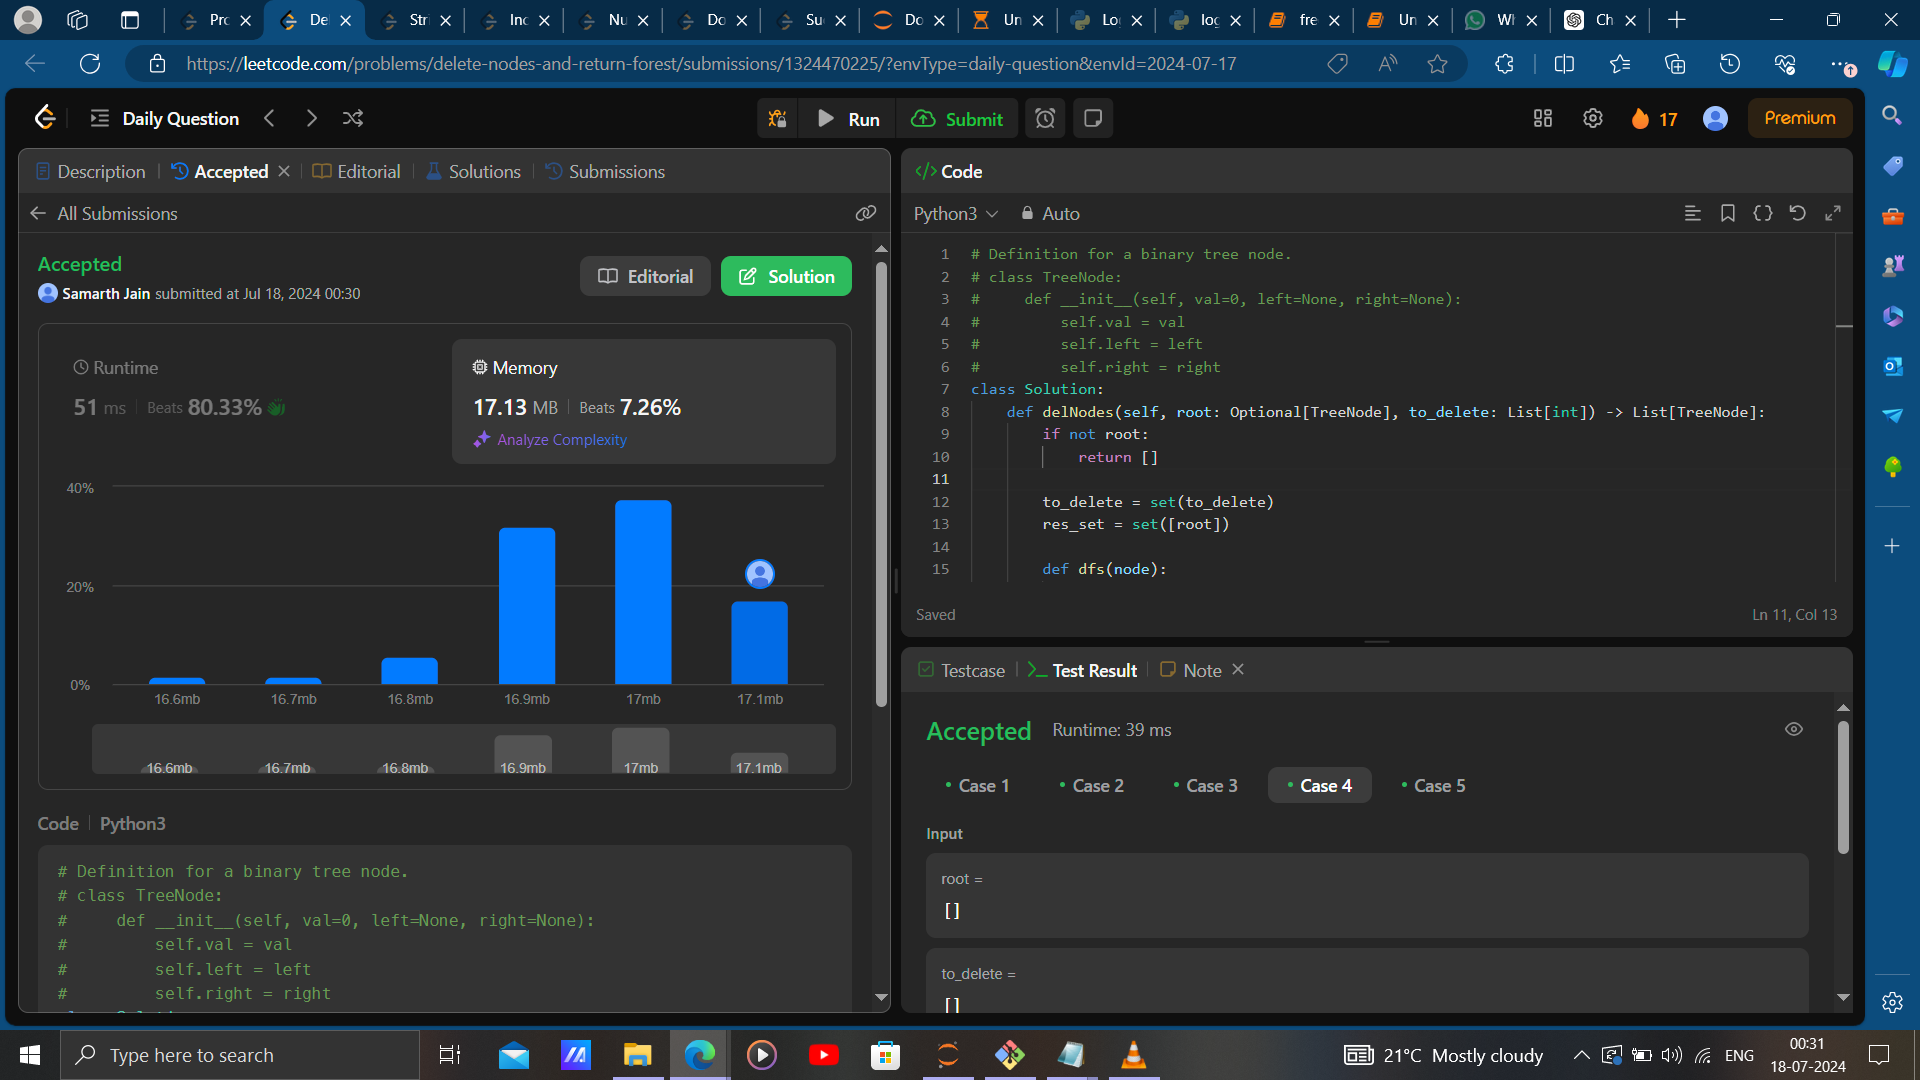 Pro
De
Stri
Inc
Nu
Do
Su
Do
Un
Lo
log
fre
Un
W
Ch
https://leetcode.com/problems/delete-nodes-and-return-forest/submissions/1324470225/?envType=daily-question&envId=2024-07-17
Daily Question
Run
Submit
17
Premium
Description
Accepted
Editorial
Solutions
Submissions
All Submissions
Accepted
Samarth Jain submitted at Jul 18, 2024 00:30
Editorial
Solution
Runtime
51 ms
Beats 80.33%
Memory
17.13 MB
Beats 7.26%
Analyze Complexity
40%
20%
0%
16.6mb
16.7mb
16.8mb
16.9mb
17mb
17.1mb
16.6mb
16.7mb
16.8mb
16.9mb
17mb
17.1mb
Code
Python3
# Definition for a binary tree node.
# class TreeNode:
#     def __init__(self, val=0, left=None, right=None):
#         self.val = val
#         self.left = left
#         self.right = right
</> Code
Python3
Auto
1 # Definition for a binary tree node.
2 # class TreeNode:
3 #     def __init__(self, val=0, left=None, right=None):
4 #         self.val = val
5 #         self.left = left
6 #         self.right = right
7 class Solution:
8     def delNodes(self, root: Optional[TreeNode], to_delete: List[int]) -> List[TreeNode]:
9         if not root:
10             return []
11
12         to_delete = set(to_delete)
13         res_set = set([root])
14
15         def dfs(node):
Saved
Ln 11, Col 13
Testcase
Test Result
Note
Accepted
Runtime: 39 ms
Case 1
Case 2
Case 3
Case 4
Case 5
Input
root =
[]
to_delete =
[]
Type here to search
21°C Mostly cloudy
ENG
00:31
18-07-2024